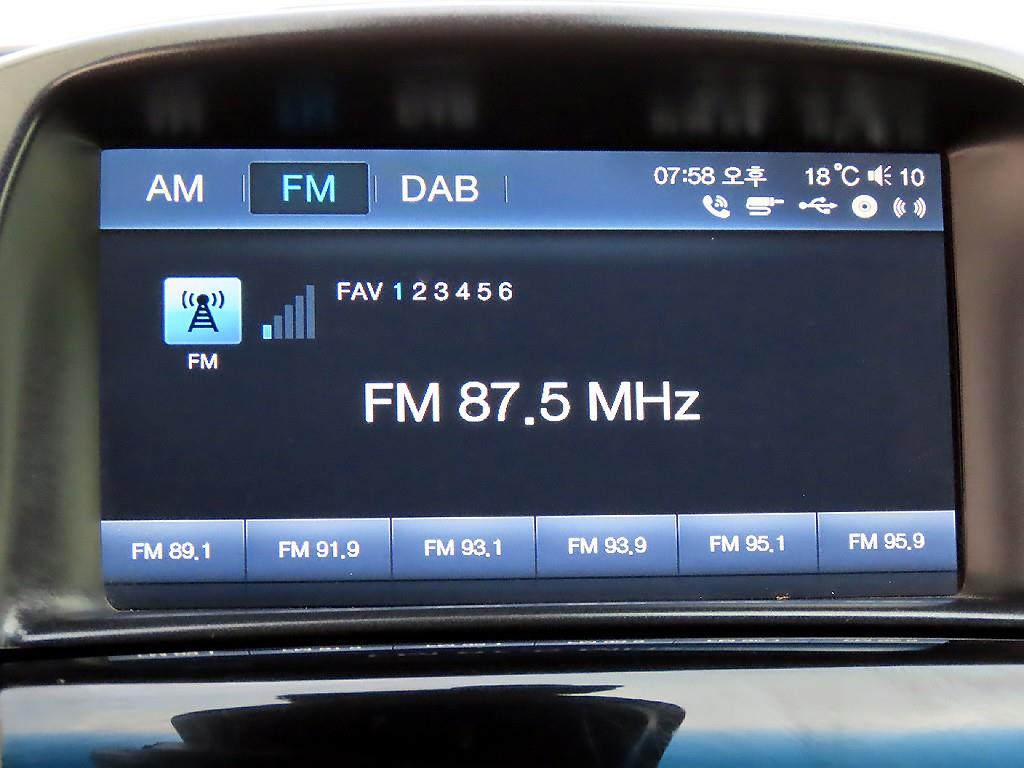 AM FM DAB 07:58 오후 18°C 10
FAV 1 2 3 4 5 6
FM
FM 87.5 MHz
FM 89.1 FM 91.9 FM 93.1 FM 93.9 FM 95.1 FM 95.9